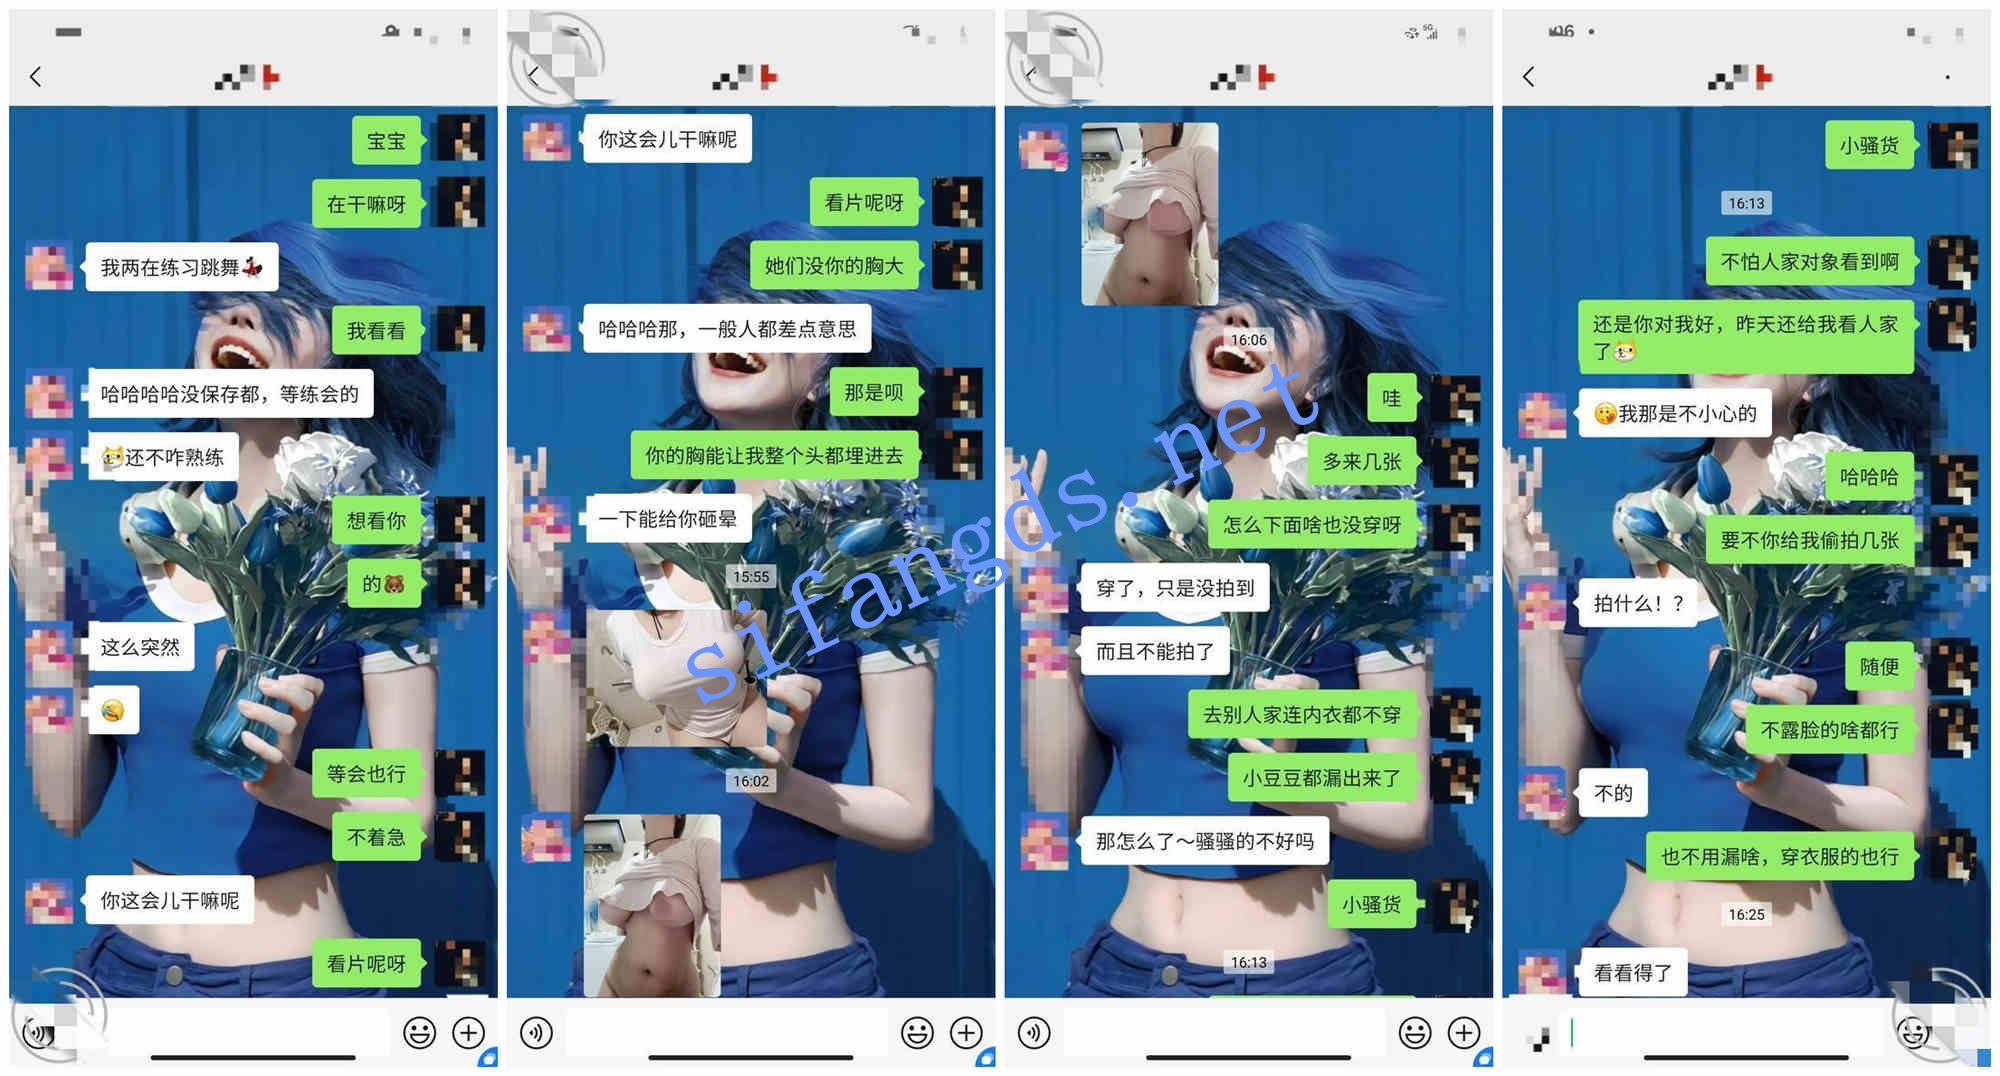 宝宝
在干嘛呀
我两在练习跳舞💃
我看看
哈哈哈哈没保存都，等练会的
还不咋熟练
想看你
的🐻
这么突然
😂
等会也行
不着急
你这会儿干嘛呢
看片呢呀
你这会儿干嘛呢
看片呢呀
她们没你的胸大
哈哈哈那，一般人都差点意思
那是呗
你的胸能让我整个头都埋进去
一下能给你砸晕
15:55
16:02
16:06
哇
多来几张
怎么下面啥也没穿呀
穿了，只是没拍到
而且不能拍了
去别人家连内衣都不穿
小豆豆都漏出来了
那怎么了～骚骚的不好吗
小骚货
16:13
小骚货
16:13
不怕人家对象看到啊
还是你对我好，昨天还给我看人家
了
我那是不小心的
哈哈哈
要不你给我偷拍几张
拍什么！？
随便
不露脸的啥都行
不的
也不用漏啥，穿衣服的也行
16:25
看看得了
sifangds.net